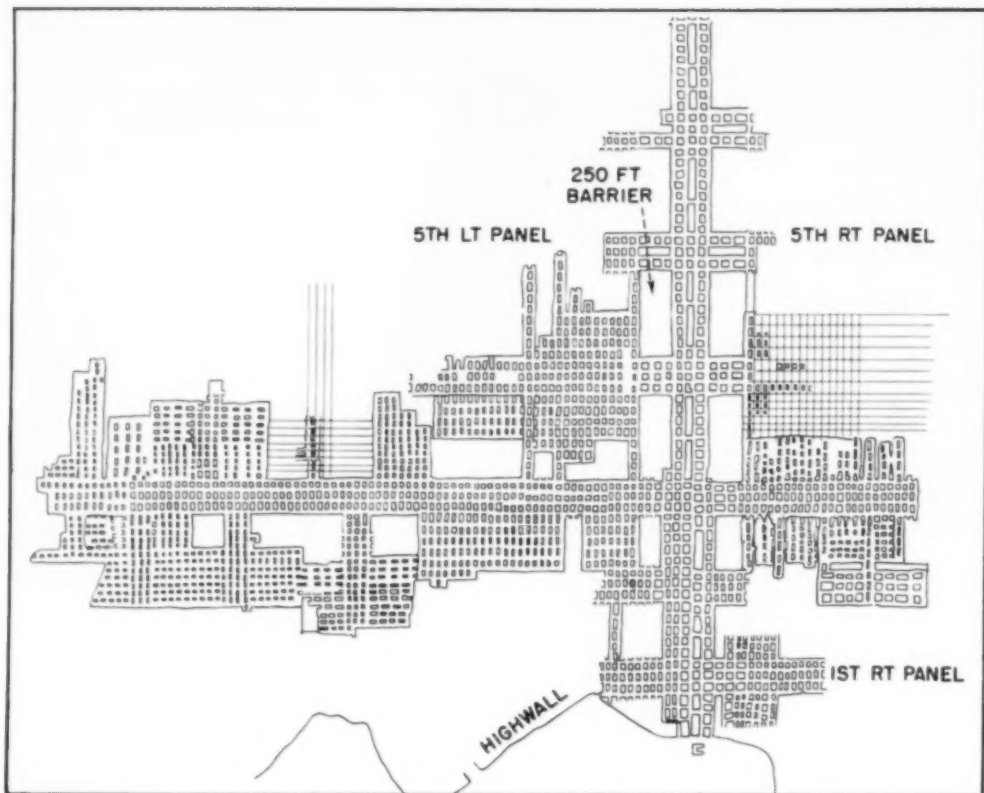 250 FT
BARRIER
5TH LT PANEL
5TH RT PANEL
1ST RT PANEL
HIGHWALL